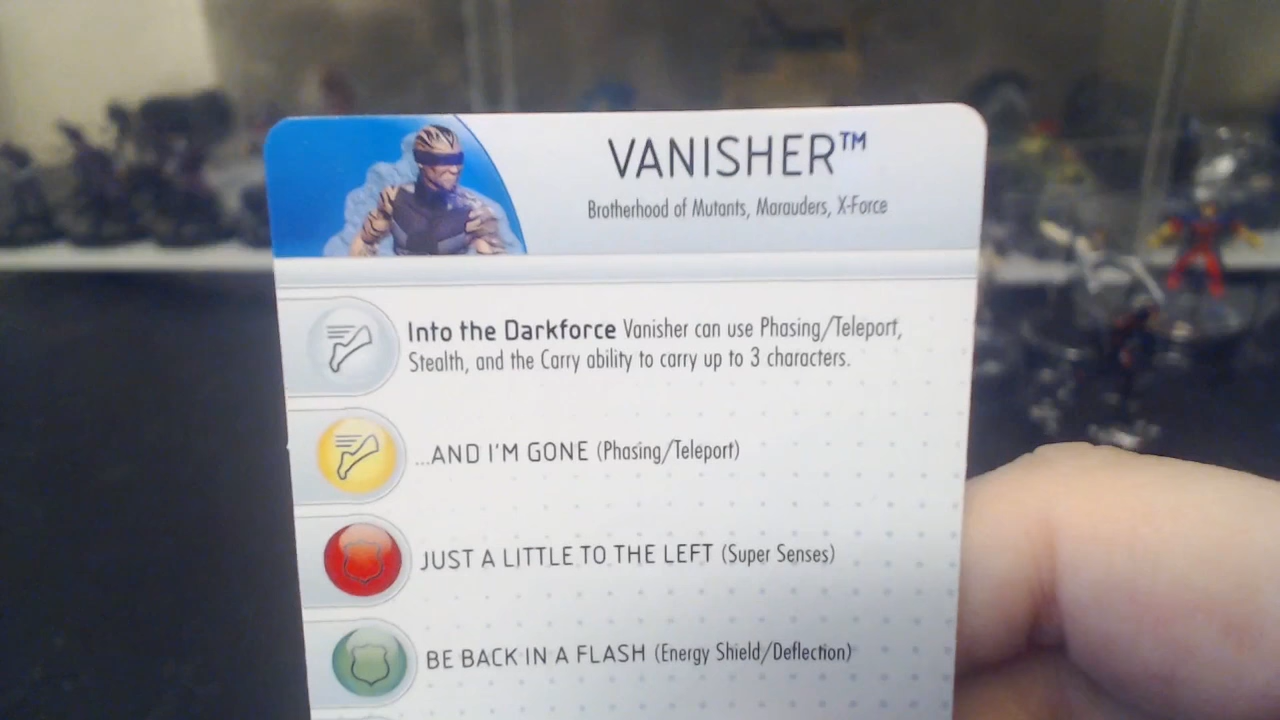 VANISHER™
Brotherhood of Mutants, Marauders, X-Force
Into the Darkforce Vanisher can use Phasing/Teleport,
Stealth, and the Carry ability to carry up to 3 characters.
...AND I'M GONE (Phasing/Teleport)
JUST A LITTLE TO THE LEFT (Super Senses)
BE BACK IN A FLASH (Energy Shield/Deflection)